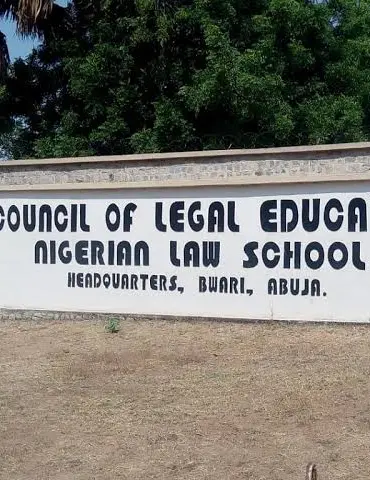 COUNCIL OF LEGAL EDUCA
NIGERIAN LAW SCHOOL
HEADQUARTERS, BWARI, ABUJA.